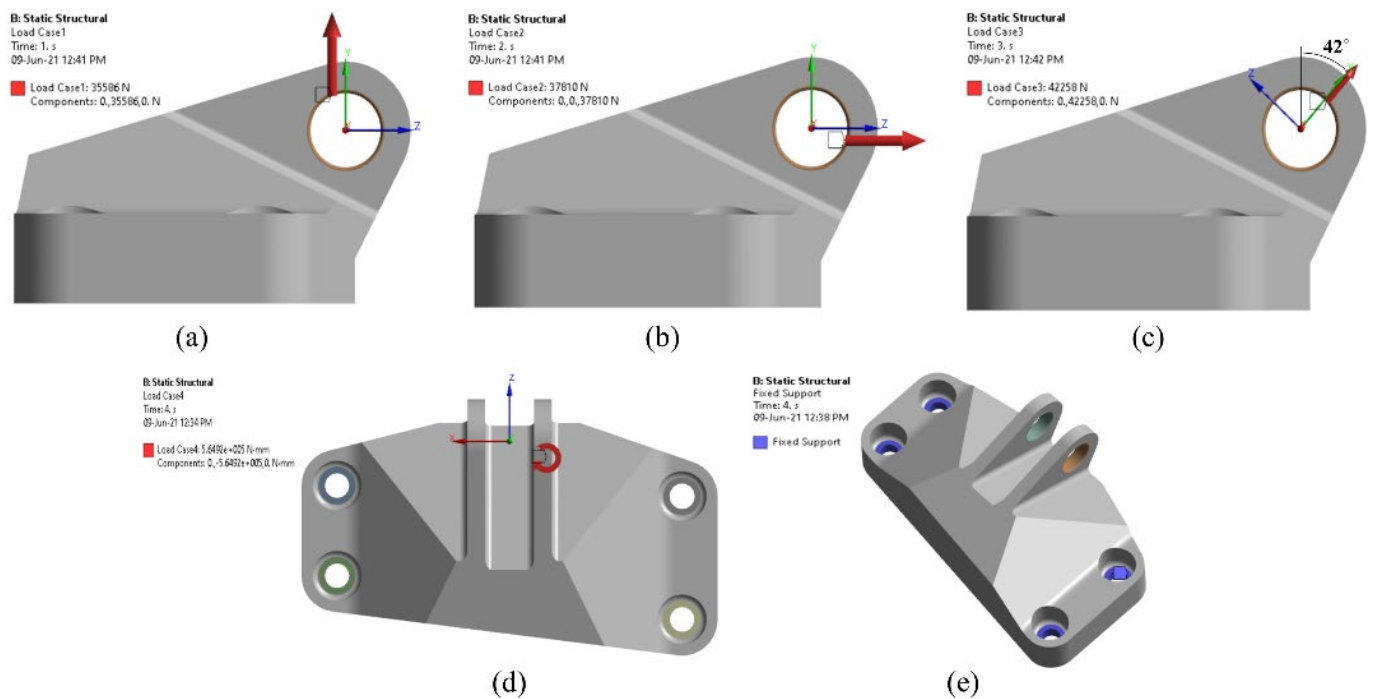 B: Static Structural
Load Case1
Time: 1. s
09-Jun-21 12:41 PM
Load Case1: 35586 N
Components: 0.,35586,0. N
Y
Z
(a)
B: Static Structural
Load Case2
Time: 2. s
09-Jun-21 12:41 PM
Load Case2: 37810 N
Components: 0.,0.,37810 N
Y
Z
(b)
B: Static Structural
Load Case3
Time: 3. s
09-Jun-21 12:42 PM
Load Case3: 42258 N
Components: 0.,42258,0. N
42°
Z
Y
(c)
B: Static Structural
Load Case4
Time: 4. s
09-Jun-21 12:34 PM
Load Case4: 5.6492e+005 N·mm
Components: 0.,-5.6492e+005,0. N·mm
Z
X
(d)
B: Static Structural
Fixed Support
Time: 4. s
09-Jun-21 12:38 PM
Fixed Support
(e)